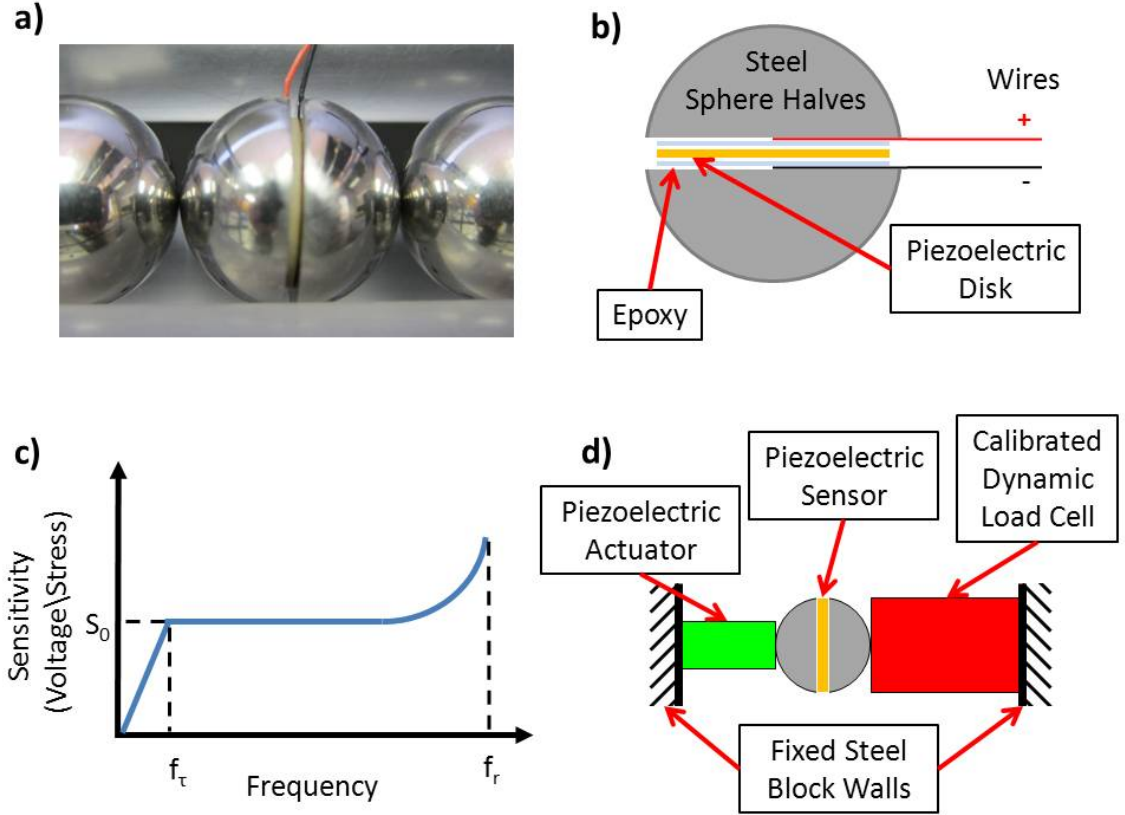 a)
b)
Steel
Sphere Halves
Wires
+
-
Piezoelectric
Disk
Epoxy
c)
Sensitivity
(Voltage\Stress)
S0
fτ
Frequency
fr
d)
Piezoelectric
Actuator
Piezoelectric
Sensor
Calibrated
Dynamic
Load Cell
Fixed Steel
Block Walls